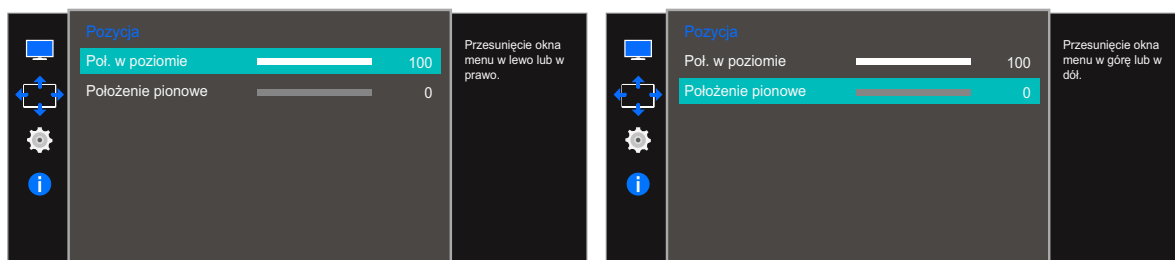 Pozycja
Poł. w poziomie 100
Położenie pionowe 0
Przesunięcie okna
menu w lewo lub w
prawo.
Pozycja
Poł. w poziomie 100
Położenie pionowe 0
Przesunięcie okna
menu w górę lub w
dół.